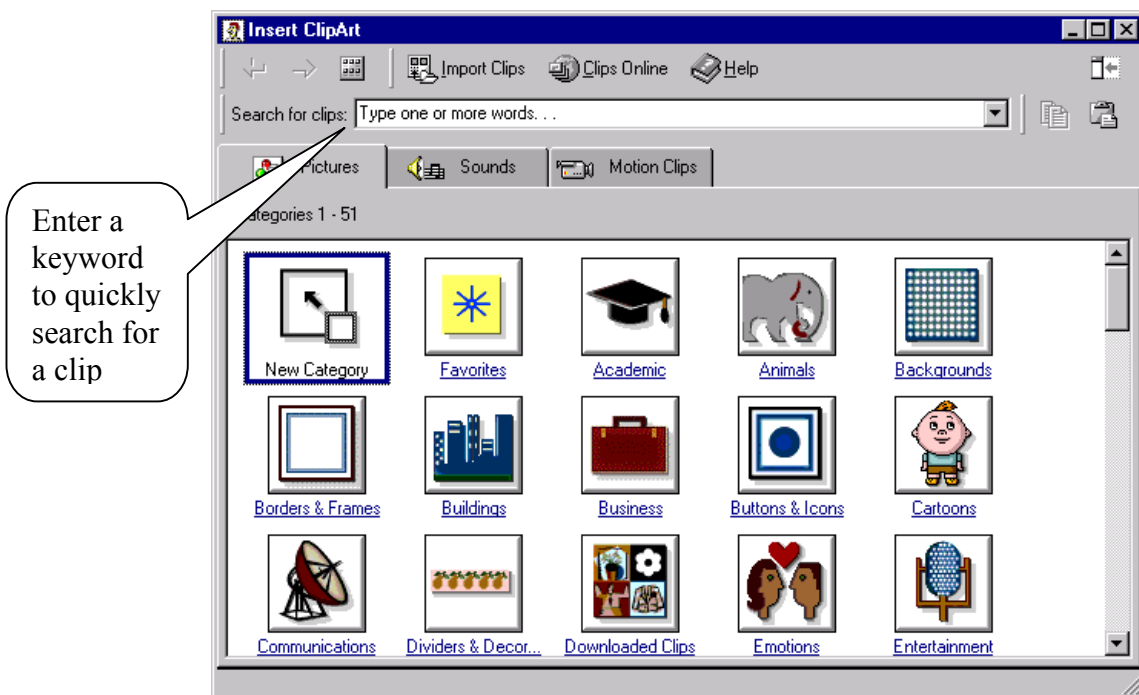 Insert ClipArt
Import Clips Clips Online Help
Search for clips: Type one or more words. . .
Pictures Sounds Motion Clips
ategories 1 - 51
Enter a
keyword
to quickly
search for
a clip
New Category Favorites Academic Animals Backgrounds
Borders & Frames Buildings Business Buttons & Icons Cartoons
Communications Dividers & Decor... Downloaded Clips Emotions Entertainment